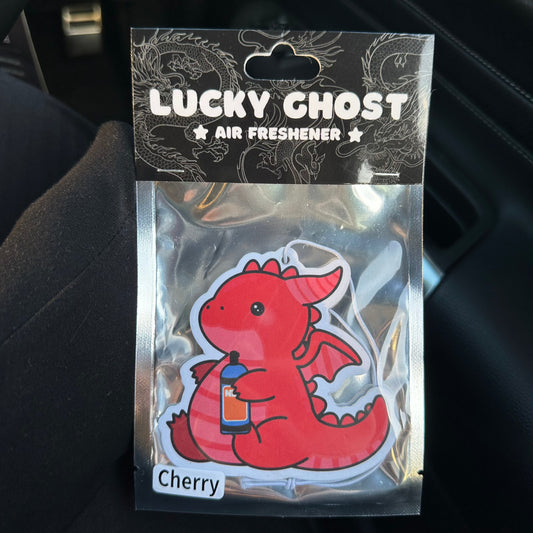 LUCKY GHOST
★ AIR FRESHENER ★
Cherry